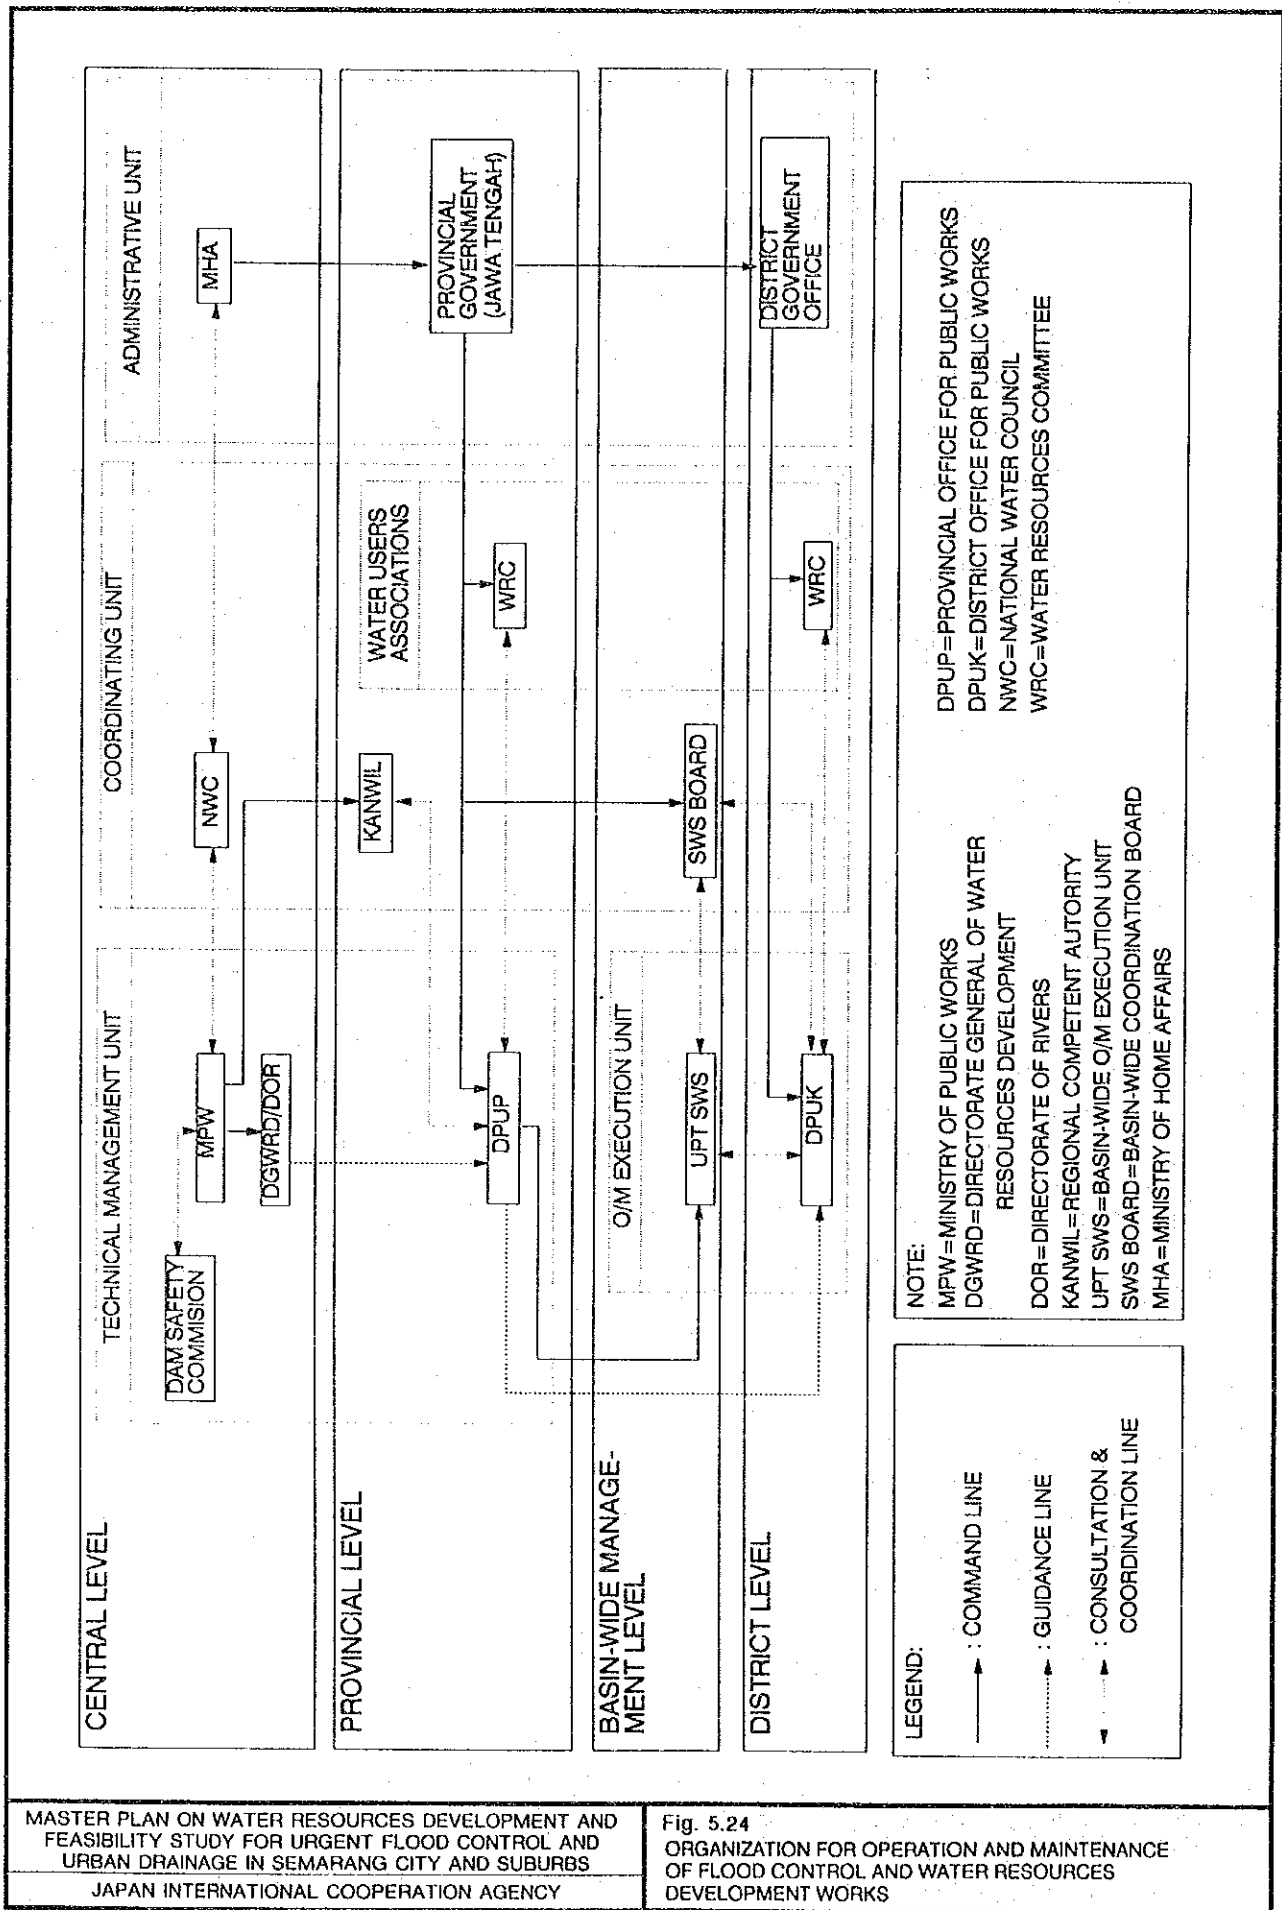 CENTRAL LEVEL
TECHNICAL MANAGEMENT UNIT
COORDINATING UNIT
ADMINISTRATIVE UNIT
DAM SAFETY
COMMISION
MPW
NWC
MHA
DGWRD/DOR
PROVINCIAL LEVEL
KANWIL
WATER USERS
ASSOCIATIONS
PROVINCIAL
GOVERNMENT
(JAWA TENGAH)
DPUP
WRC
BASIN-WIDE MANAGE-
MENT LEVEL
O/M EXECUTION UNIT
UPT SWS
SWS BOARD
DISTRICT LEVEL
DISTRICT
GOVERNMENT
OFFICE
DPUK
WRC
LEGEND:
: COMMAND LINE
: GUIDANCE LINE
: CONSULTATION &
COORDINATION LINE
NOTE:
MPW=MINISTRY OF PUBLIC WORKS
DGWRD=DIRECTORATE GENERAL OF WATER
RESOURCES DEVELOPMENT
DOR=DIRECTORATE OF RIVERS
KANWIL=REGIONAL COMPETENT AUTORITY
UPT SWS=BASIN-WIDE O/M EXECUTION UNIT
SWS BOARD=BASIN-WIDE COORDINATION BOARD
MHA=MINISTRY OF HOME AFFAIRS
DPUP=PROVINCIAL OFFICE FOR PUBLIC WORKS
DPUK=DISTRICT OFFICE FOR PUBLIC WORKS
NWC=NATIONAL WATER COUNCIL
WRC=WATER RESOURCES COMMITTEE
MASTER PLAN ON WATER RESOURCES DEVELOPMENT AND
FEASIBILITY STUDY FOR URGENT FLOOD CONTROL AND
URBAN DRAINAGE IN SEMARANG CITY AND SUBURBS
JAPAN INTERNATIONAL COOPERATION AGENCY
Fig. 5.24
ORGANIZATION FOR OPERATION AND MAINTENANCE
OF FLOOD CONTROL AND WATER RESOURCES
DEVELOPMENT WORKS